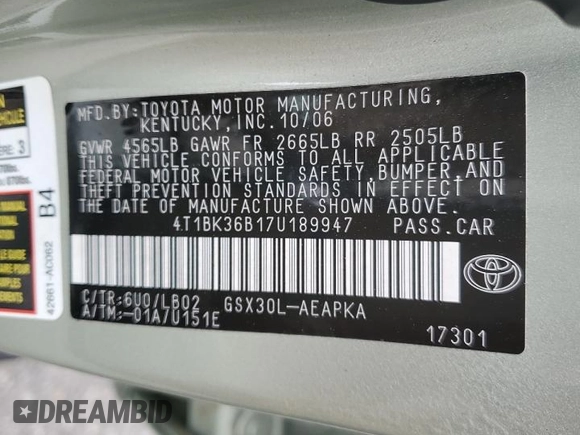 MFD.BY:TOYOTA MOTOR MANUFACTURING,
KENTUCKY, INC. 10/06
GVWR 4565LB GAWR FR 2665LB RR 2505LB
THIS VEHICLE CONFORMS TO ALL APPLICABLE
FEDERAL MOTOR VEHICLE SAFETY, BUMPER, AND
THEFT PREVENTION STANDARDS IN EFFECT ON
THE DATE OF MANUFACTURE SHOWN ABOVE.
4T1BK36B17U189947 PASS.CAR
C/TR:6U0/LB02 GSX30L-AEAPKA
A/TM:-01A/U151E
17301
TOYOTA
B4
42661-AC062
3
DREAMBID